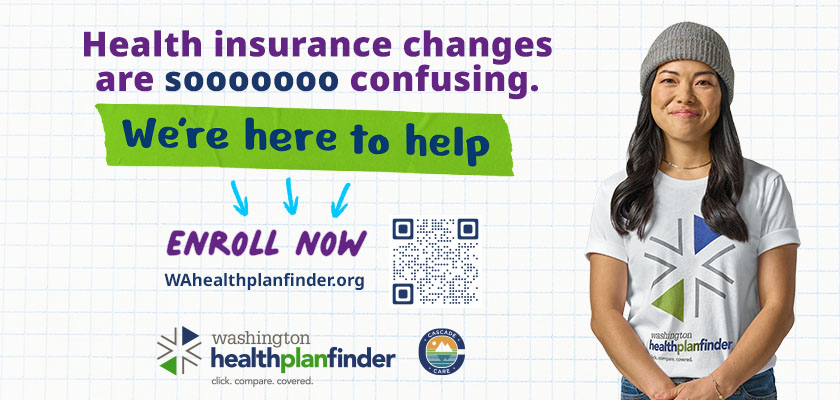 Health insurance changes
are sooooooo confusing.
We're here to help
ENROLL NOW
WAhealthplanfinder.org
washington
healthplanfinder
click. compare. covered.
CASCADE
CARE
washington
healthplanfinder
click. compare. covered.